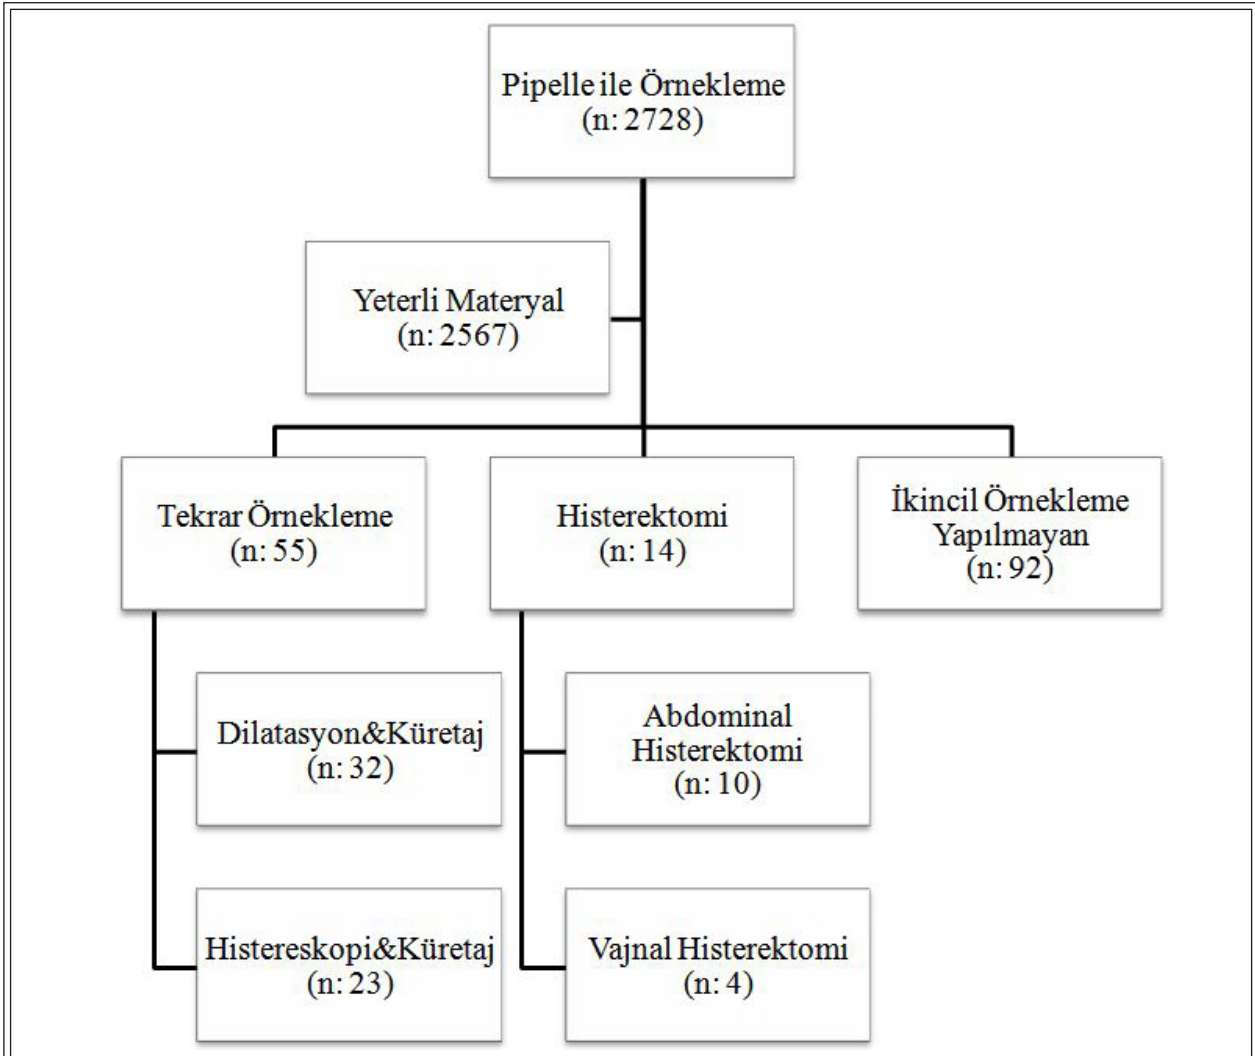 Pipelle ile Örnekleme
(n: 2728)
Yeterli Materyal
(n: 2567)
Tekrar Örnekleme
(n: 55)
Histerektomi
(n: 14)
İkincil Örnekleme
Yapılmayan
(n: 92)
Dilatasyon&Küretaj
(n: 32)
Abdominal
Histerektomi
(n: 10)
Histereskopi&Küretaj
(n: 23)
Vajnal Histerektomi
(n: 4)